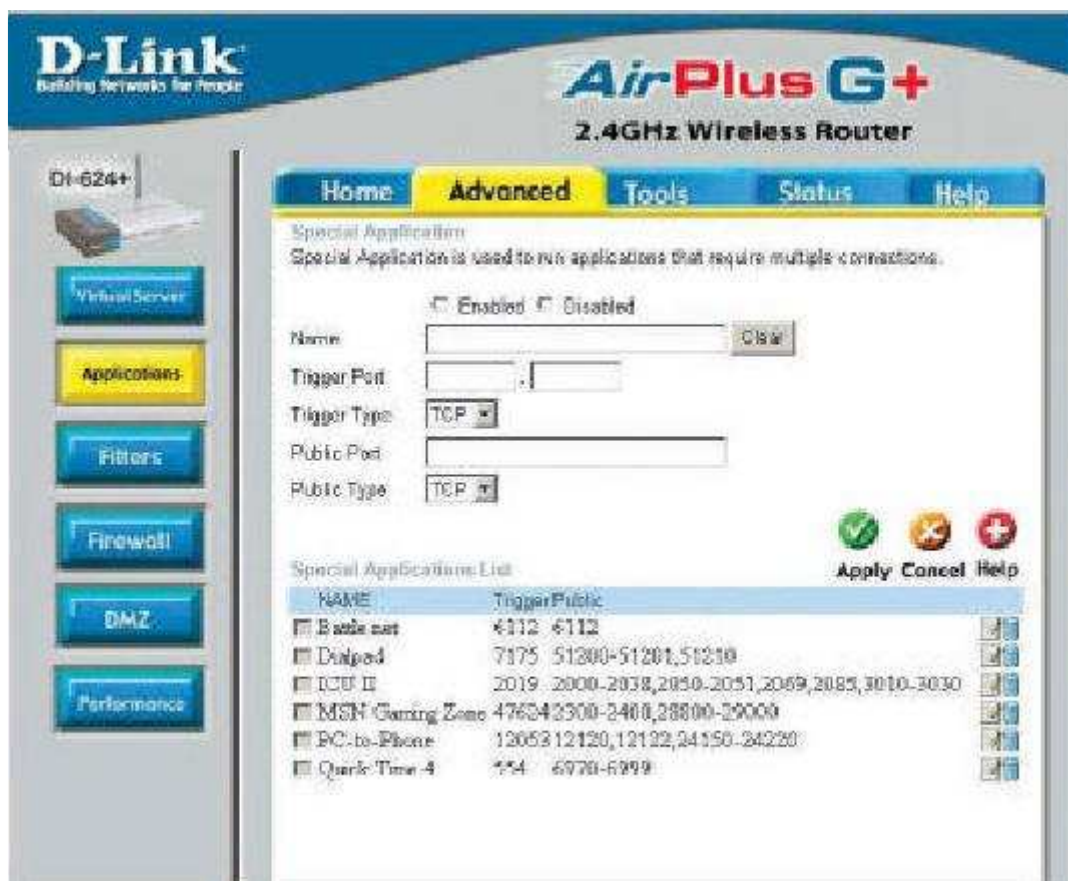 D-Link
Building Networks for People
AirPlus G+
2.4GHz Wireless Router
DI-624+
Home Advanced Tools Status Help
Virtual Server
Applications
Filters
Firewall
DMZ
Performance
Special Application
Special Application is used to run applications that require multiple connections.
Enabled Disabled
Name Clear
Trigger Port -
Trigger Type TCP
Public Port
Public Type TCP
Apply Cancel Help
Special Applications List
NAME Trigger Public
Battle.net 6112 6112
Dialpad 7175 51200-51201,51210
ICU II 2019 2000-2038,2050-2051,2069,2085,3010-3030
MSN Gaming Zone 47624 2300-2400,28800-29000
PC-to-Phone 12053 12120,12122,24150-24220
Quick Time 4 554 6970-6999